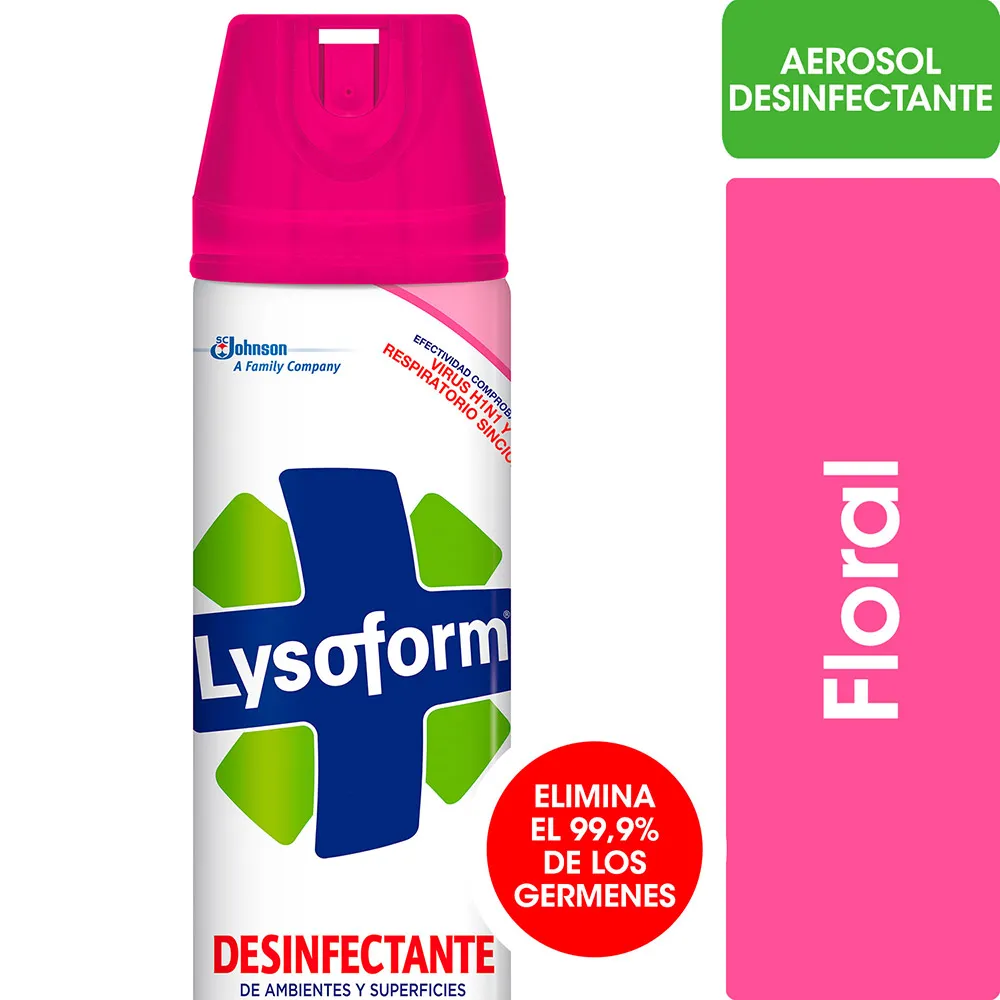 AEROSOL
DESINFECTANTE
SC Johnson
A Family Company
EFECTIVIDAD
VIRUS H1N1 Y
RESPIRATORIO
Lysoform®
Floral
ELIMINA
EL 99,9%
DE LOS
GERMENES
DESINFECTANTE
DE AMBIENTES Y SUPERFICIES